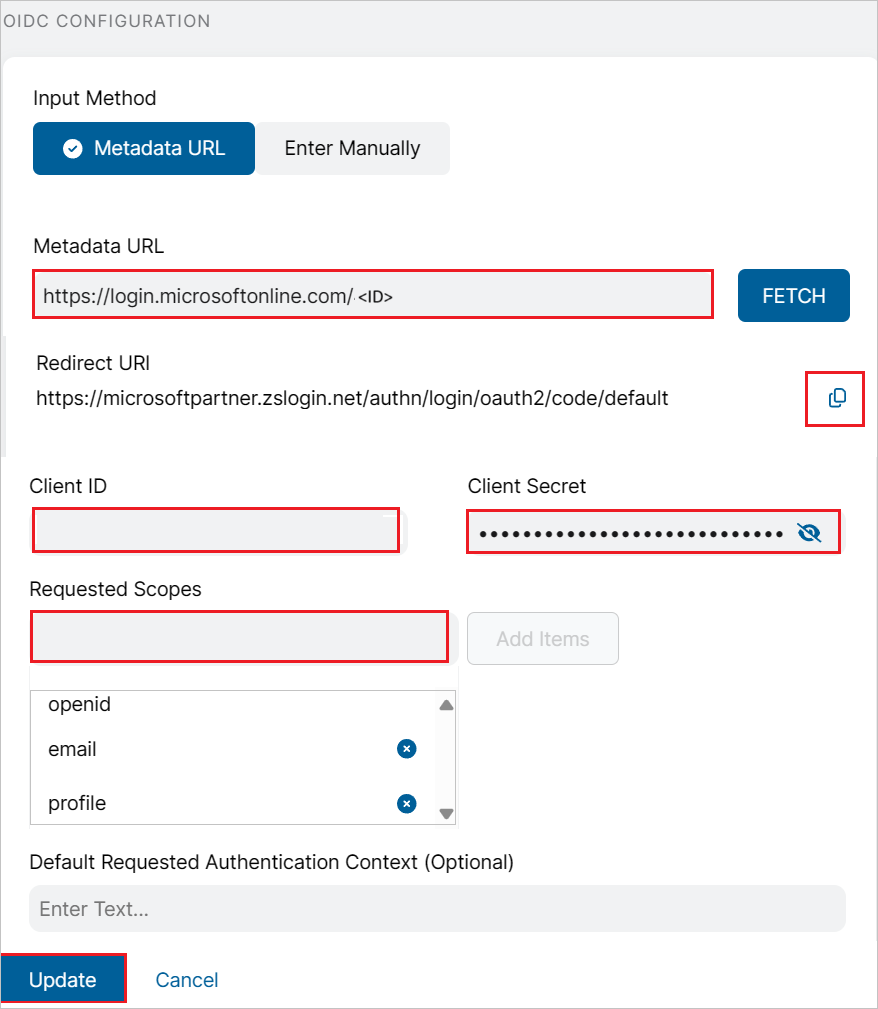 OIDC CONFIGURATION
Input Method
Metadata URL
Enter Manually
Metadata URL
https://login.microsoftonline.com/ <ID>
FETCH
Redirect URI
https://microsoftpartner.zslogin.net/authn/login/oauth2/code/default
Client ID
Client Secret
••••••••••••••••••••••••••••
Requested Scopes
Add Items
openid
email
profile
Default Requested Authentication Context (Optional)
Enter Text...
Update
Cancel